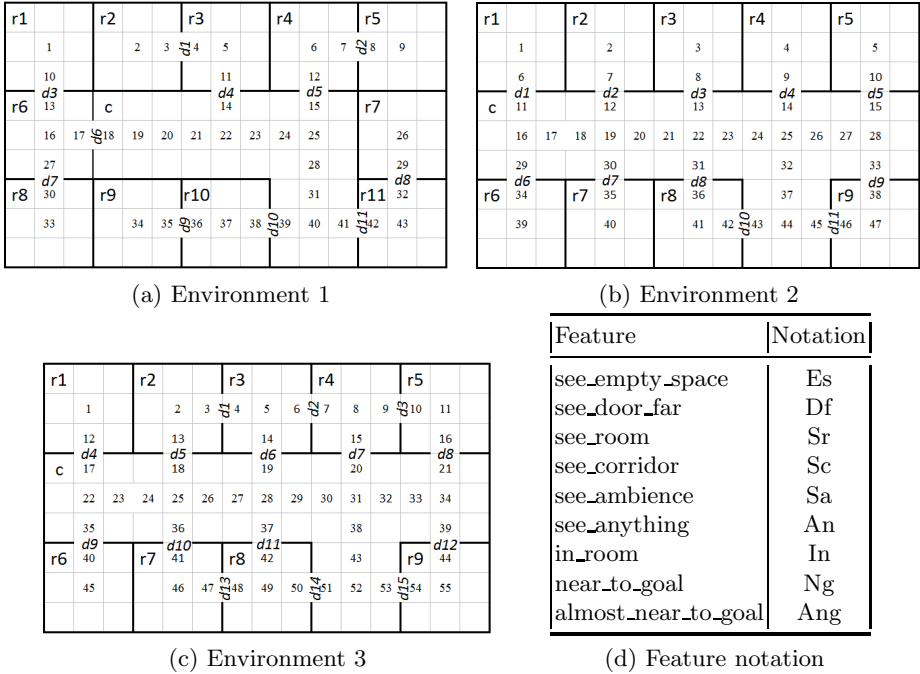 r1 r2 r3 r4 r5
1 2 3 d1 4 5 6 7 d2 8 9
10 11 12
d3 d4 d5
r6 13 c 14 15 r7
16 17 d6 18 19 20 21 22 23 24 25 26
27 28 29
d7 d8
r8 30 r9 r10 31 r11 32
33 34 35 d9 36 37 38 d10 39 40 41 d11 42 43
(a) Environment 1
r1 r2 r3 r4 r5
1 2 3 4 5
6 7 8 9 10
d1 d2 d3 d4 d5
c 11 12 13 14 15
16 17 18 19 20 21 22 23 24 25 26 27 28
29 30 31 32 33
d6 d7 d8 d9
r6 34 r7 35 r8 36 37 r9 38
39 40 41 42 d10 43 44 45 d11 46 47
(b) Environment 2
r1 r2 r3 r4 r5
1 2 3 d1 4 5 6 d2 7 8 9 d3 10 11
12 13 14 15 16
d4 d5 d6 d7 d8
c 17 18 19 20 21
22 23 24 25 26 27 28 29 30 31 32 33 34
35 36 37 38 39
d9 d10 d11 d12
r6 40 r7 41 r8 42 43 r9 44
45 46 47 d13 48 49 50 d14 51 52 53 d15 54 55
(c) Environment 3
Feature Notation
see_empty_space Es
see_door_far Df
see_room Sr
see_corridor Sc
see_ambience Sa
see_anything An
in_room In
near_to_goal Ng
almost_near_to_goal Ang
(d) Feature notation